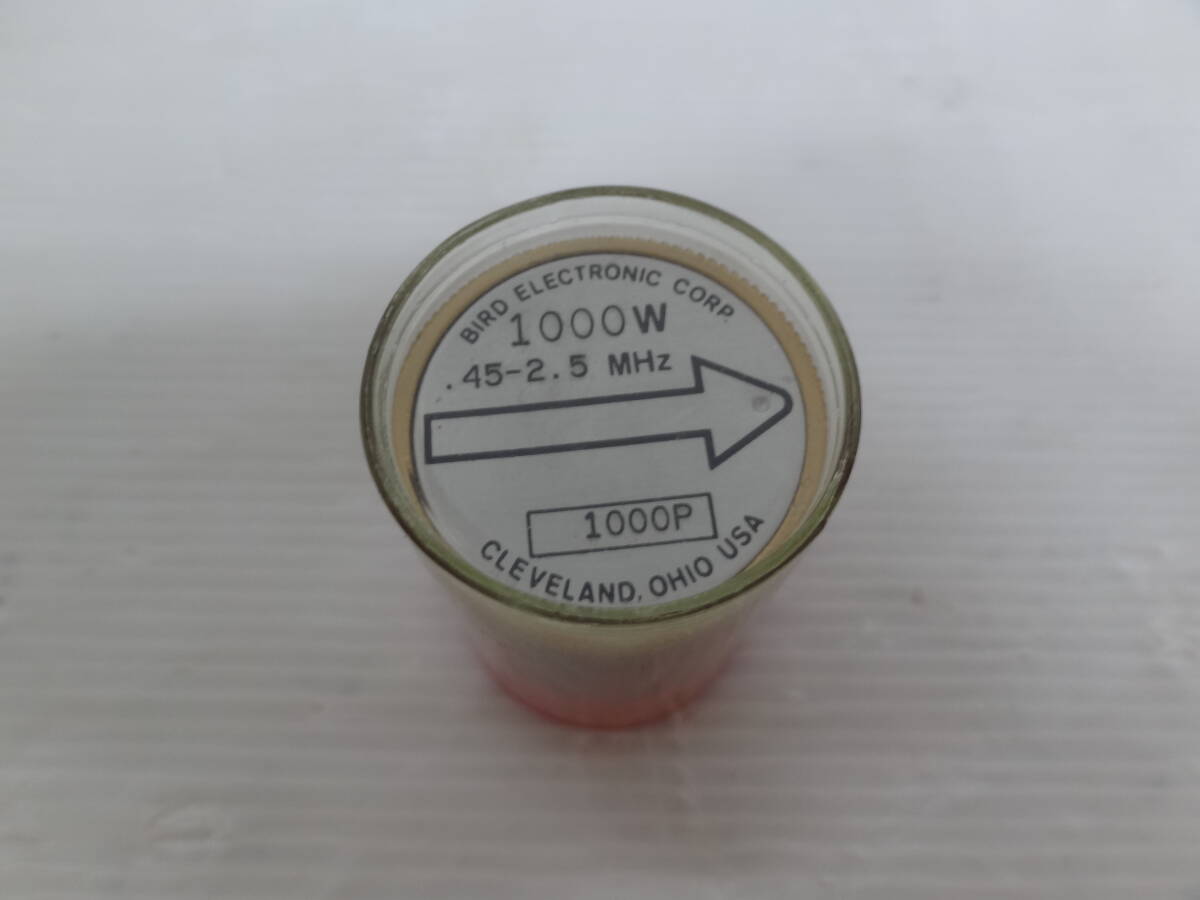 BIRD ELECTRONIC CORP.
1000W
.45-2.5 MHz
1000P
CLEVELAND, OHIO USA